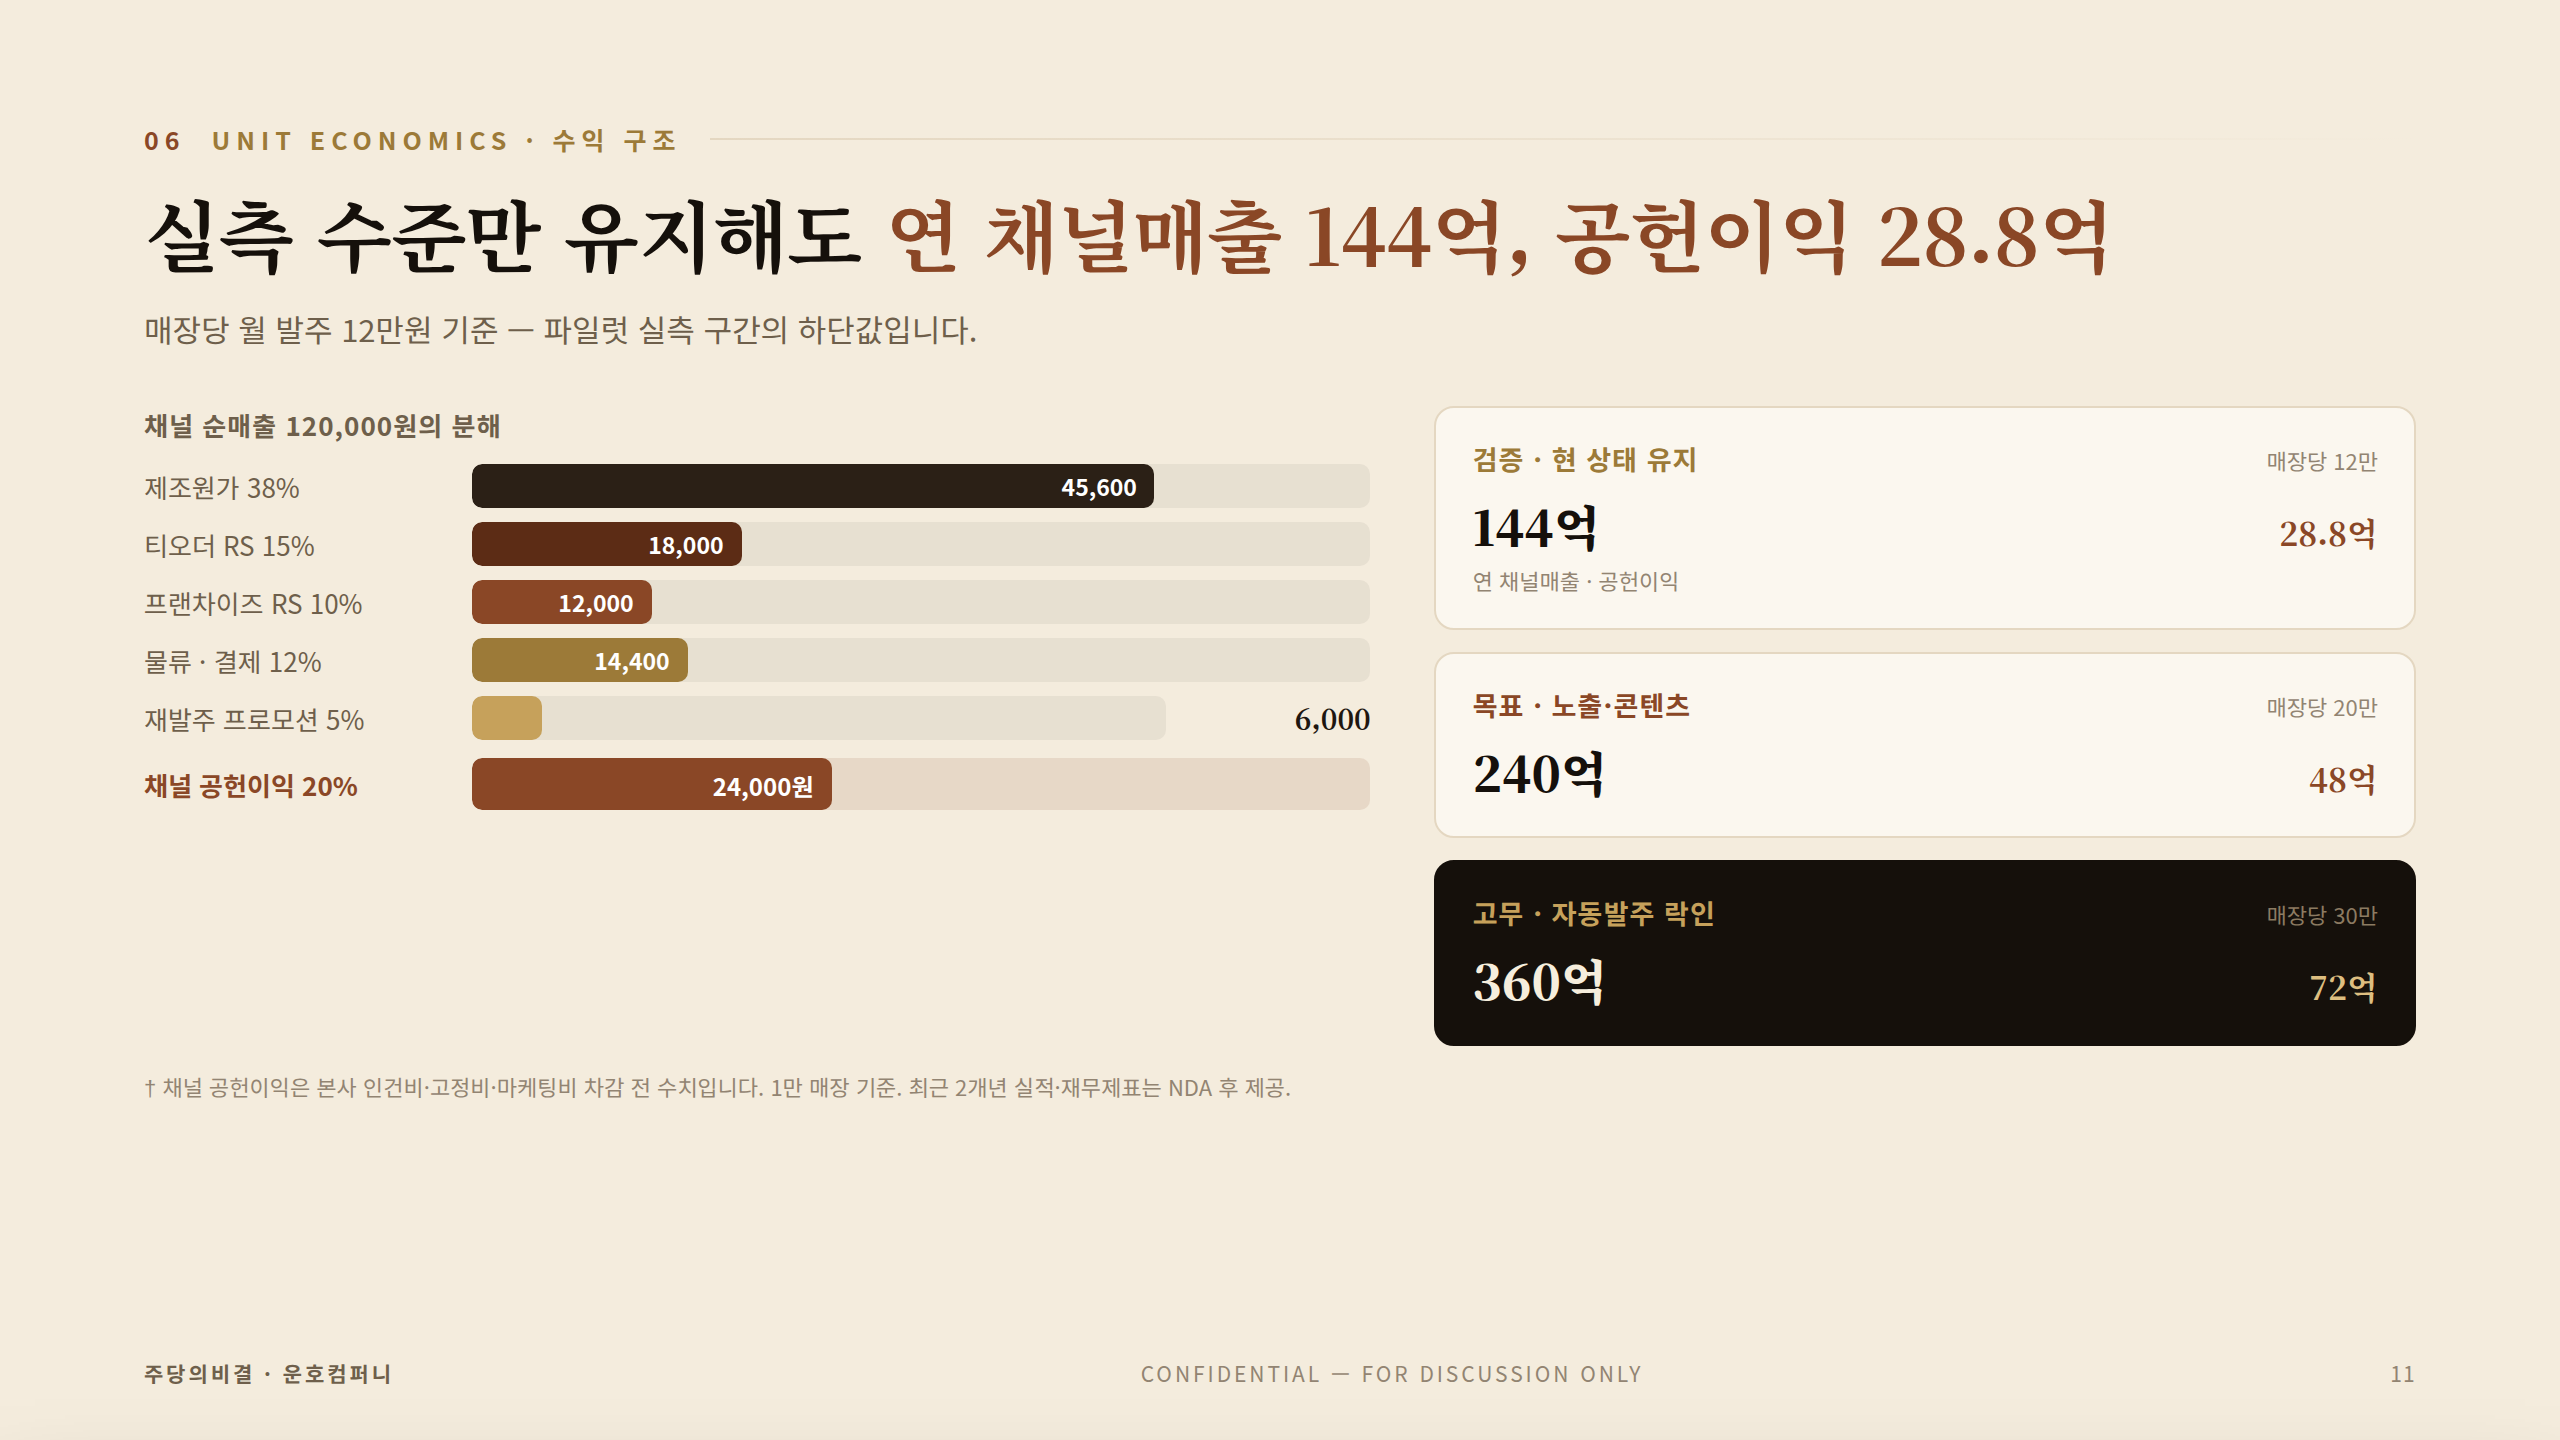 06 UNIT ECONOMICS · 수익 구조
실측 수준만 유지해도 연 채널매출 144억, 공헌이익 28.8억
매장당 월 발주 12만원 기준 — 파일럿 실측 구간의 하단값입니다.
채널 순매출 120,000원의 분해
제조원가 38% 45,600
티오더 RS 15% 18,000
프랜차이즈 RS 10% 12,000
물류 · 결제 12% 14,400
재발주 프로모션 5% 6,000
채널 공헌이익 20% 24,000원
검증 · 현 상태 유지 매장당 12만
144억 28.8억
연 채널매출 · 공헌이익
목표 · 노출·콘텐츠 매장당 20만
240억 48억
고무 · 자동발주 락인 매장당 30만
360억 72억
† 채널 공헌이익은 본사 인건비·고정비·마케팅비 차감 전 수치입니다. 1만 매장 기준. 최근 2개년 실적·재무제표는 NDA 후 제공.
주당의비결 · 운호컴퍼니 CONFIDENTIAL — FOR DISCUSSION ONLY 11